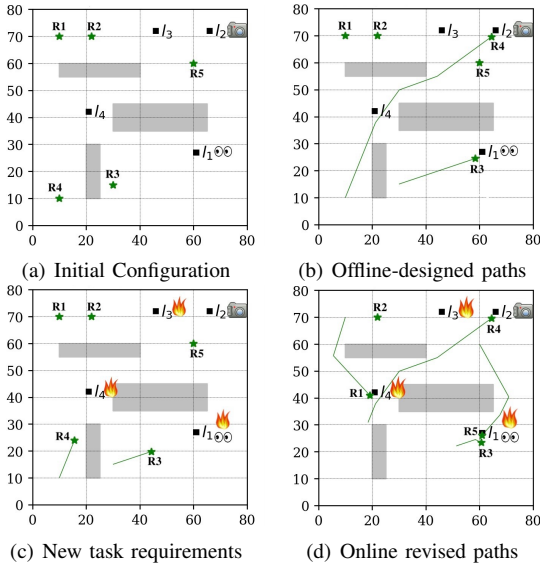 80
70
60
50
40
30
20
10
0
0 20 40 60 80
R1 R2 l3 l2
R5
l4
l1
R4 R3
(a) Initial Configuration
80
70
60
50
40
30
20
10
0
0 20 40 60 80
R1 R2 l3 l2
R4
R5
l4
l1
R3
(b) Offline-designed paths
80
70
60
50
40
30
20
10
0
0 20 40 60 80
R1 R2 l3 l2
R5
l4
l1
R4
R3
(c) New task requirements
80
70
60
50
40
30
20
10
0
0 20 40 60 80
R2 l3 l2
R4
R1 l4
R5 l1
R3
(d) Online revised paths